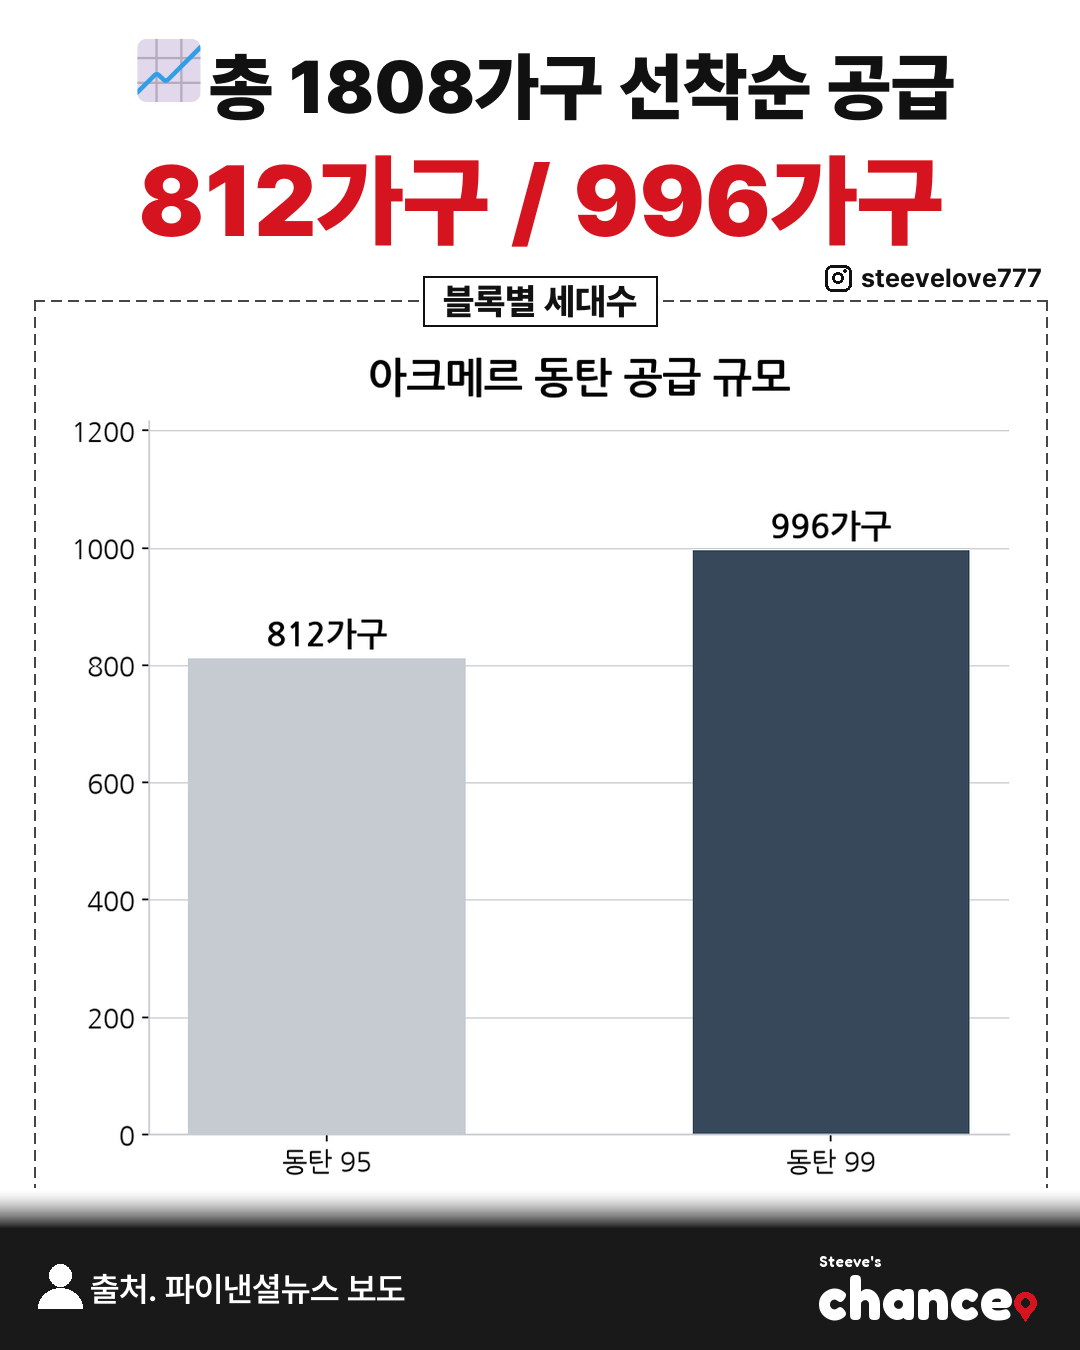 총 1808가구 선착순 공급
812가구 / 996가구
steevelove777
블록별 세대수
아크메르 동탄 공급 규모
1200
1000
800
600
400
200
0
812가구
996가구
동탄 95
동탄 99
출처. 파이낸셜뉴스 보도
Steeve's
chance